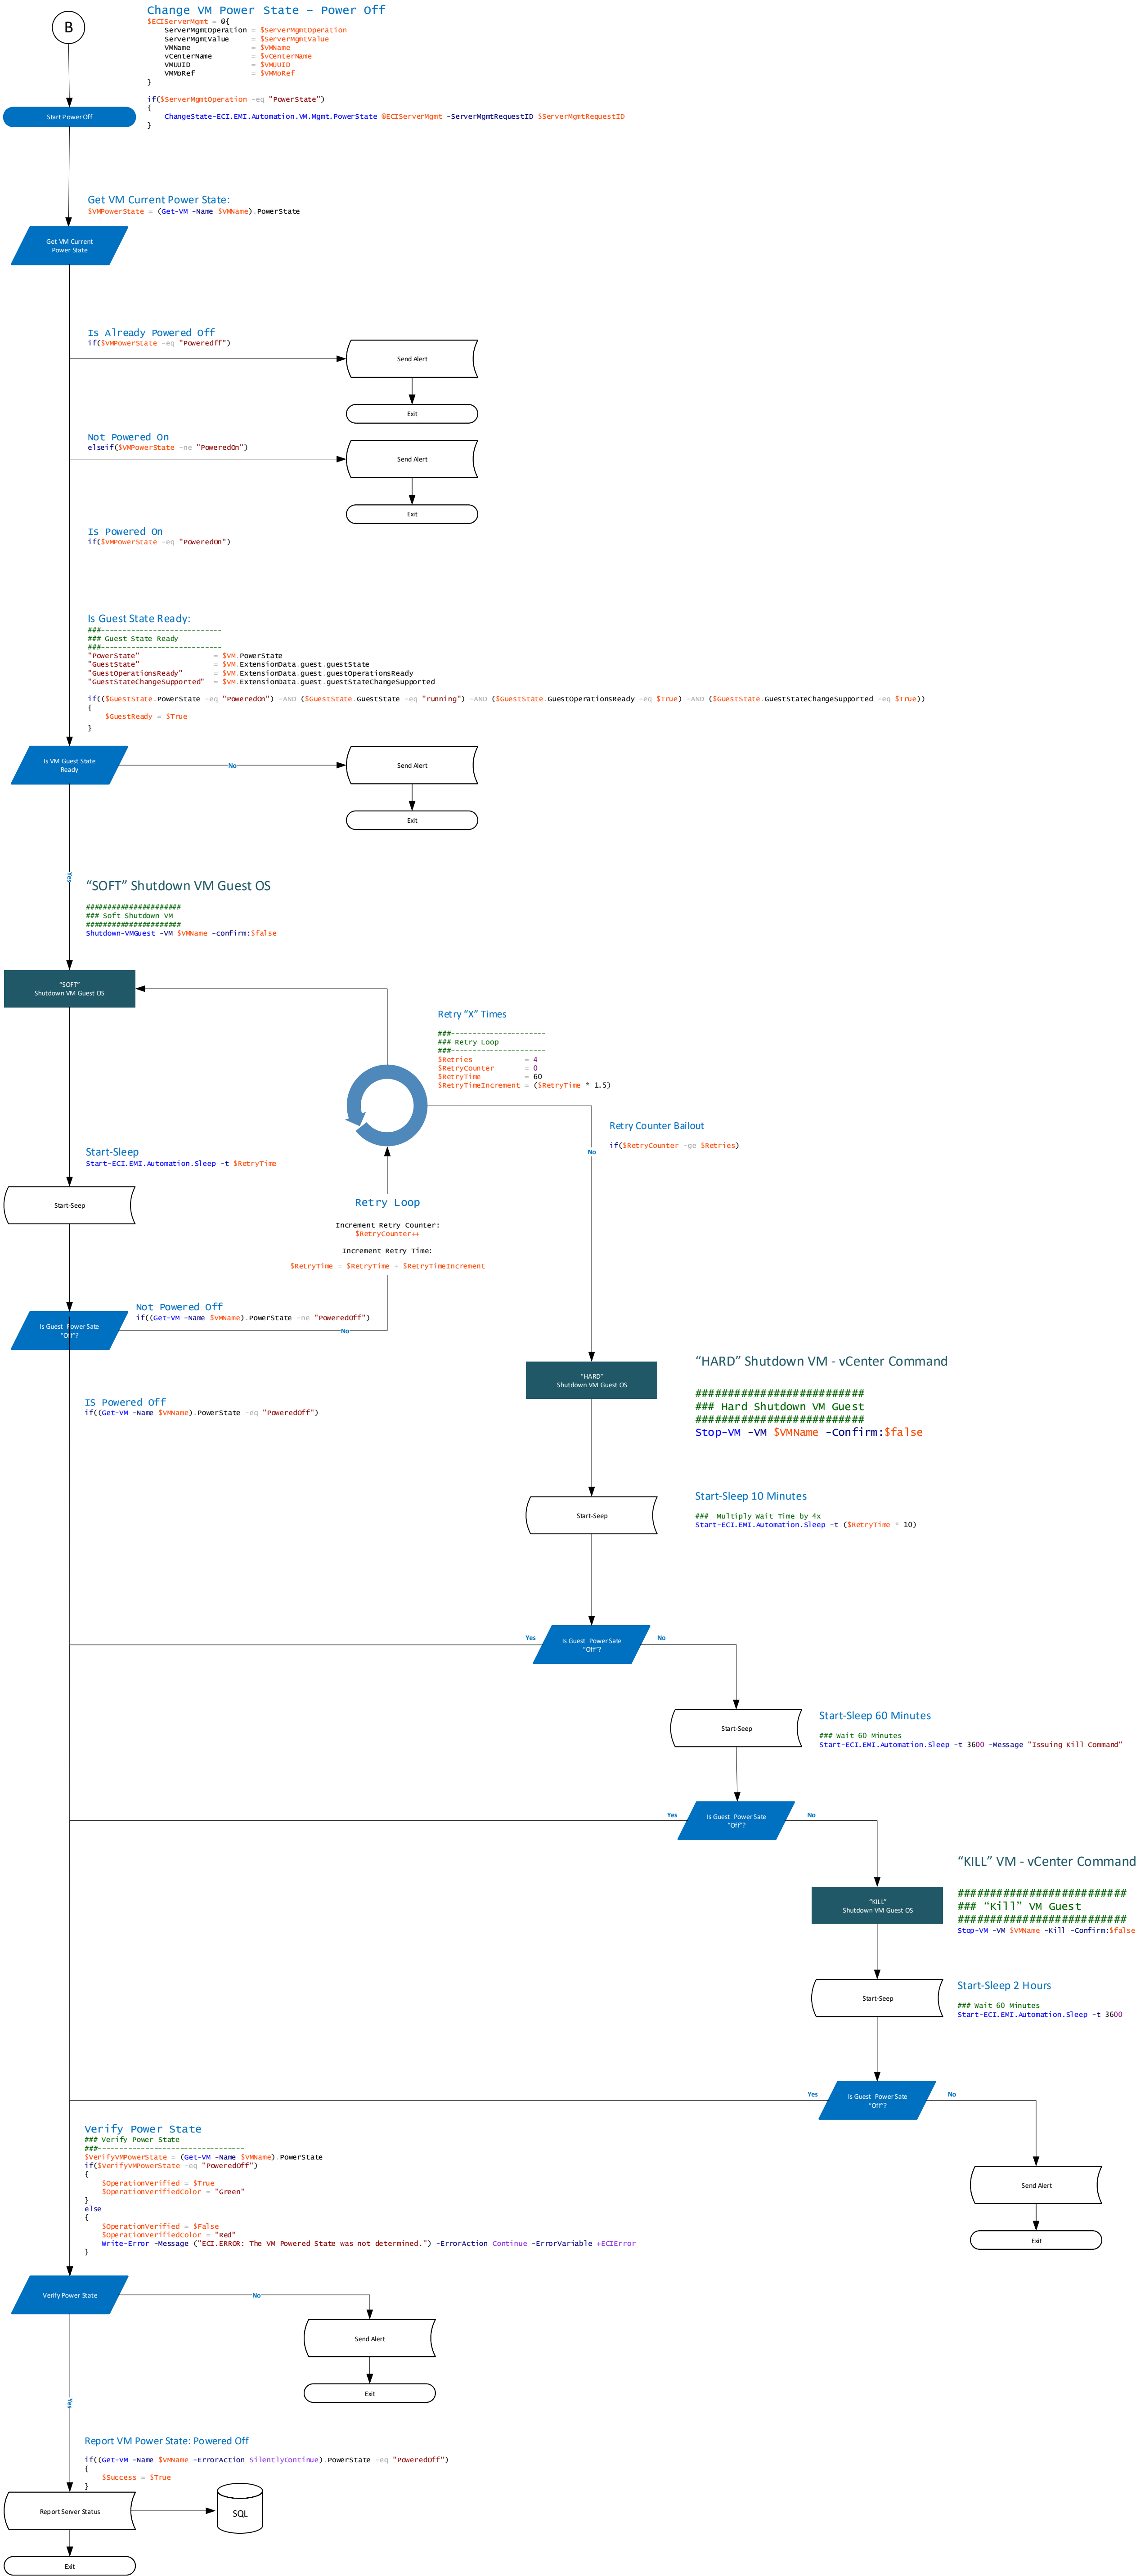 B
Change VM Power State – Power Off
$ECIServerMgmt = @{
    ServerMgmtOperation = $ServerMgmtOperation
    ServerMgmtValue     = $ServerMgmtValue
    VMName              = $VMName
    vCenterName         = $vCenterName
    VMUUID              = $VMUUID
    VMMoRef             = $VMMoRef
}
if($ServerMgmtOperation -eq "PowerState")
{
    ChangeState-ECI.EMI.Automation.VM.Mgmt.PowerState @ECIServerMgmt -ServerMgmtRequestID $ServerMgmtRequestID
}
Start Power Off
Get VM Current Power State:
$VMPowerState = (Get-VM -Name $VMName).PowerState
Get VM Current
Power State
Is Already Powered Off
if($VMPowerState -eq "Poweredff")
Send Alert
Exit
Not Powered On
elseif($VMPowerState -ne "PoweredOn")
Send Alert
Exit
Is Powered On
if($VMPowerState -eq "PoweredOn")
Is Guest State Ready:
###----------------------------
### Guest State Ready
###----------------------------
"PowerState"                 = $VM.PowerState
"GuestState"                 = $VM.ExtensionData.guest.guestState
"GuestOperationsReady"       = $VM.ExtensionData.guest.guestOperationsReady
"GuestStateChangeSupported"  = $VM.ExtensionData.guest.guestStateChangeSupported
if(($GuestState.PowerState -eq "PoweredOn") -AND ($GuestState.GuestState -eq "running") -AND ($GuestState.GuestOperationsReady -eq $True) -AND ($GuestState.GuestStateChangeSupported -eq $True))
{
    $GuestReady = $True
}
Is VM Guest State
Ready
No
Send Alert
Exit
Yes
“SOFT” Shutdown VM Guest OS
######################
### Soft Shutdown VM
######################
Shutdown-VMGuest -VM $VMName -confirm:$false
“SOFT”
Shutdown VM Guest OS
Retry “X” Times
###----------------------
### Retry Loop
###----------------------
$Retries            = 4
$RetryCounter       = 0
$RetryTime          = 60
$RetryTimeIncrement = ($RetryTime * 1.5)
Retry Counter Bailout
if($RetryCounter -ge $Retries)
No
Start-Sleep
Start-ECI.EMI.Automation.Sleep -t $RetryTime
Start-Seep
Retry Loop
Increment Retry Counter:
$RetryCounter++
Increment Retry Time:
$RetryTime = $RetryTime = $RetryTimeIncrement
Not Powered Off
if((Get-VM -Name $VMName).PowerState -ne "PoweredOff")
Is Guest  Power Sate
“Off”?
No
“HARD”
Shutdown VM Guest OS
“HARD” Shutdown VM - vCenter Command
##########################
### Hard Shutdown VM Guest
##########################
Stop-VM -VM $VMName -Confirm:$false
IS Powered Off
if((Get-VM -Name $VMName).PowerState -eq "PoweredOff")
Start-Seep
Start-Sleep 10 Minutes
###  Multiply Wait Time by 4x
Start-ECI.EMI.Automation.Sleep -t ($RetryTime * 10)
Yes
Is Guest  Power Sate
“Off”?
No
Start-Seep
Start-Sleep 60 Minutes
### Wait 60 Minutes
Start-ECI.EMI.Automation.Sleep -t 3600 -Message "Issuing Kill Command"
Yes
Is Guest  Power Sate
“Off”?
No
“KILL” VM - vCenter Command
##########################
### “Kill” VM Guest
##########################
Stop-VM -VM $VMName -Kill -Confirm:$false
“KILL”
Shutdown VM Guest OS
Start-Seep
Start-Sleep 2 Hours
### Wait 60 Minutes
Start-ECI.EMI.Automation.Sleep -t 3600
Yes
Is Guest  Power Sate
“Off”?
No
Send Alert
Exit
Verify Power State
### Verify Power State
###----------------------------------
$VerifyVMPowerState = (Get-VM -Name $VMName).PowerState
if($VerifyVMPowerState -eq "PoweredOff")
{
    $OperationVerified = $True
    $OperationVerifiedColor = "Green"
}
else
{
    $OperationVerified = $False
    $OperationVerifiedColor = "Red"
    Write-Error -Message ("ECI.ERROR: The VM Powered State was not determined.") -ErrorAction Continue -ErrorVariable +ECIError
}
Verify Power State
No
Send Alert
Exit
Yes
Report VM Power State: Powered Off
if((Get-VM -Name $VMName -ErrorAction SilentlyContinue).PowerState -eq "PoweredOff")
{
    $Success = $True
}
Report Server Status
SQL
Exit